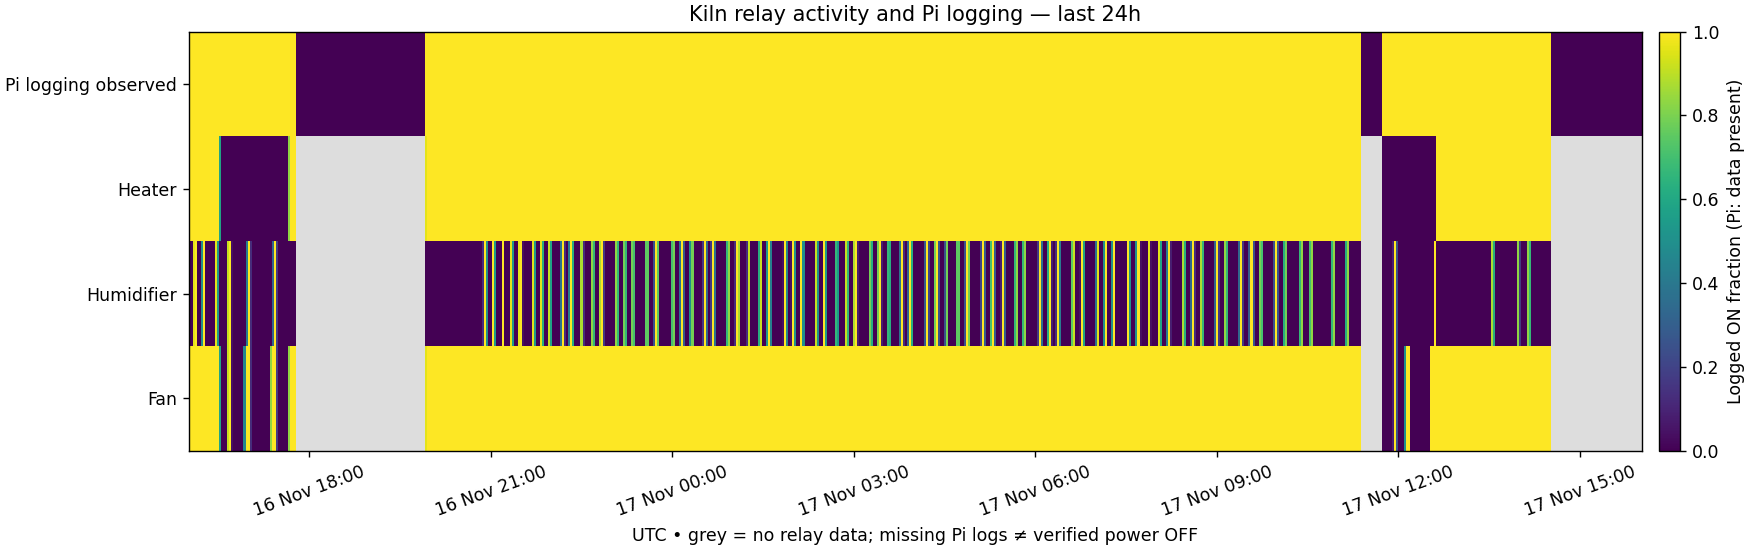 Kiln relay activity and Pi logging — last 24h
Pi logging observed
Heater
Humidifier
Fan
16 Nov 18:00
16 Nov 21:00
17 Nov 00:00
17 Nov 03:00
17 Nov 06:00
17 Nov 09:00
17 Nov 12:00
17 Nov 15:00
UTC • grey = no relay data; missing Pi logs ≠ verified power OFF
1.0
0.8
0.6
0.4
0.2
0.0
Logged ON fraction (Pi: data present)